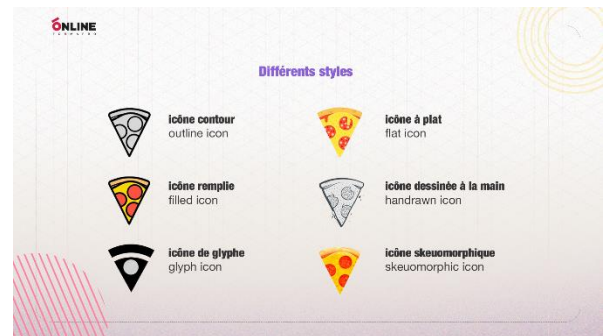 ONLINE
Différents styles
icône contour
outline icon
icône à plat
flat icon
icône remplie
filled icon
icône dessinée à la main
handrawn icon
icône de glyphe
glyph icon
icône skeuomorphique
skeuomorphic icon